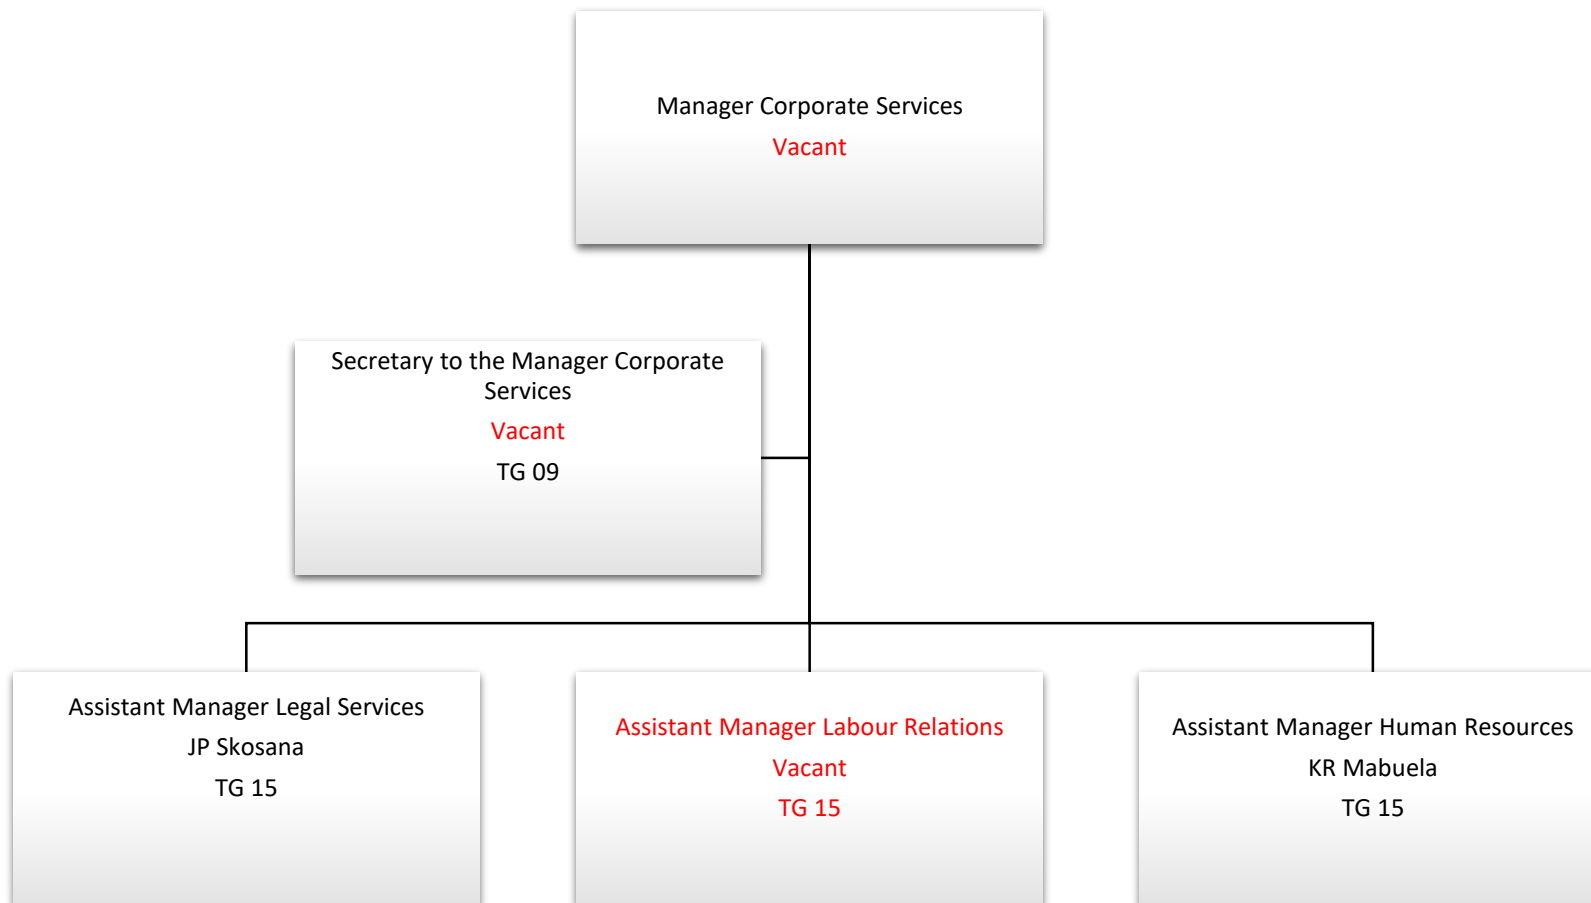 Manager Corporate Services
Vacant
Secretary to the Manager Corporate
Services
Vacant
TG 09
Assistant Manager Legal Services
JP Skosana
TG 15
Assistant Manager Labour Relations
Vacant
TG 15
Assistant Manager Human Resources
KR Mabuela
TG 15